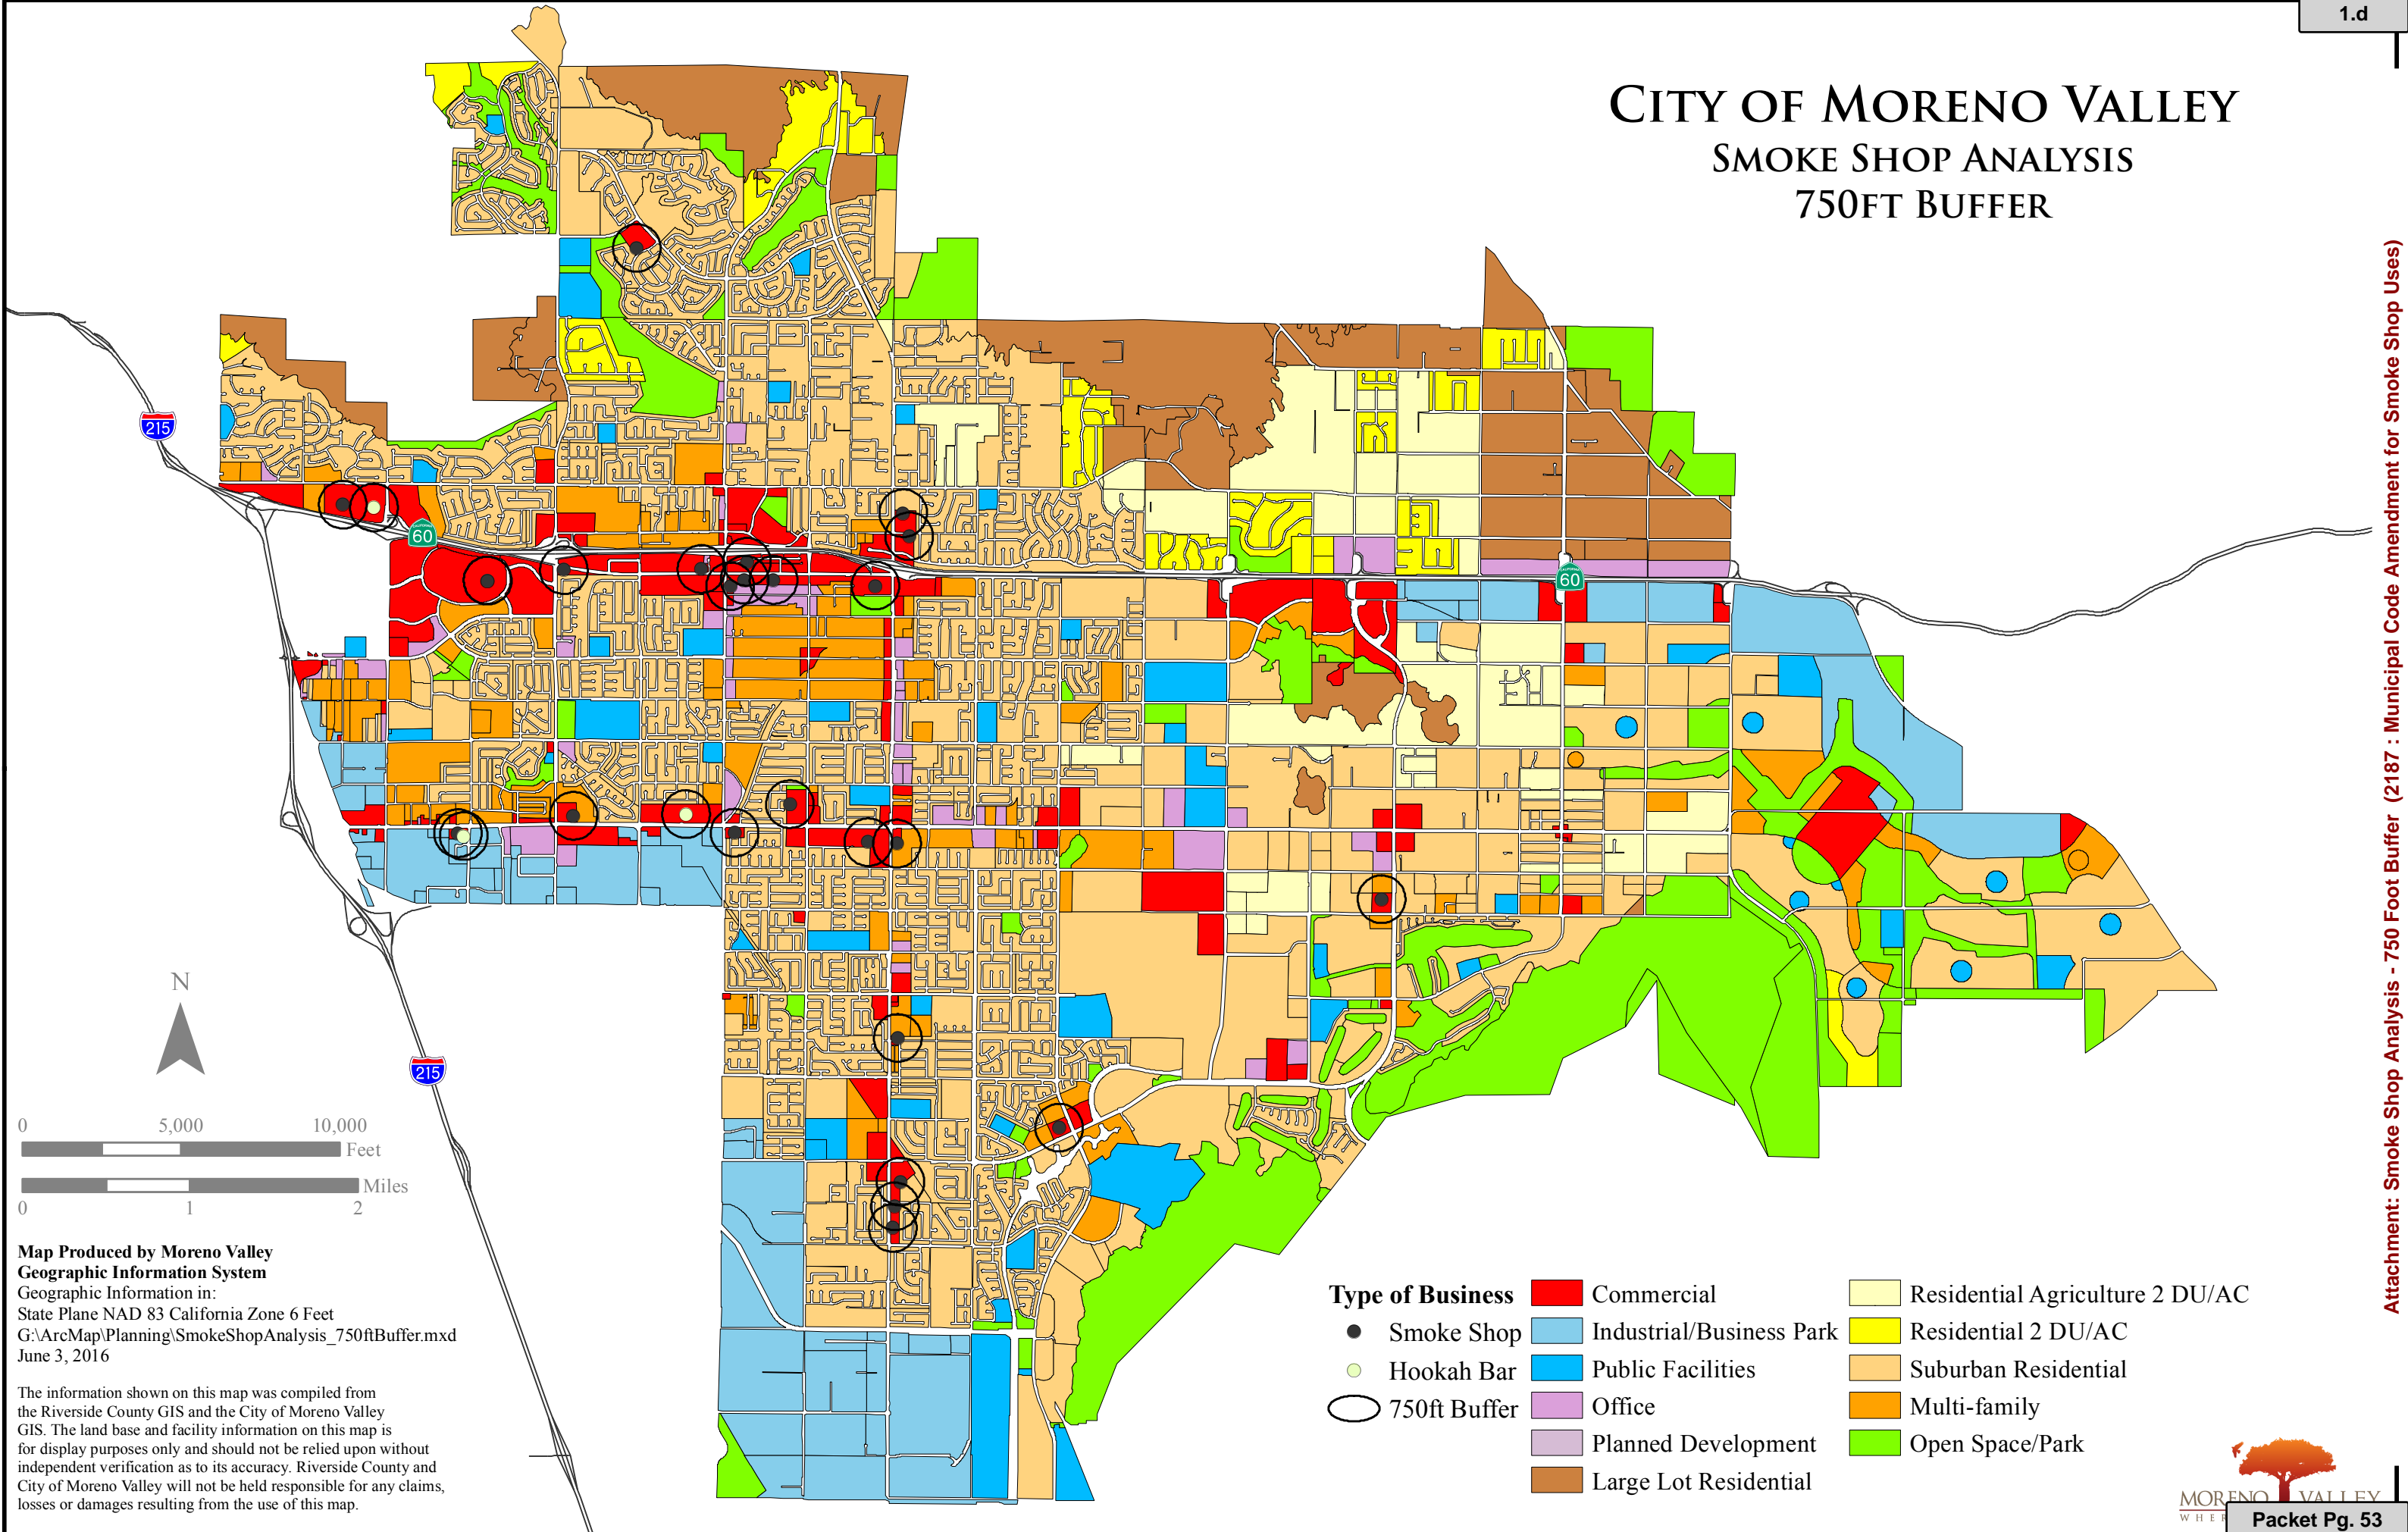 1.d
CITY OF MORENO VALLEY
SMOKE SHOP ANALYSIS
750FT BUFFER
Attachment: Smoke Shop Analysis - 750 Foot Buffer (2187 : Municipal Code Amendment for Smoke Shop Uses)
215
CALIFORNIA
60
CALIFORNIA
60
215
N
0 5,000 10,000
Feet
Miles
0 1 2
Map Produced by Moreno Valley
Geographic Information System
Geographic Information in:
State Plane NAD 83 California Zone 6 Feet
G:\ArcMap\Planning\SmokeShopAnalysis_750ftBuffer.mxd
June 3, 2016
The information shown on this map was compiled from
the Riverside County GIS and the City of Moreno Valley
GIS. The land base and facility information on this map is
for display purposes only and should not be relied upon without
independent verification as to its accuracy. Riverside County and
City of Moreno Valley will not be held responsible for any claims,
losses or damages resulting from the use of this map.
Type of Business
Smoke Shop
Hookah Bar
750ft Buffer
Commercial
Industrial/Business Park
Public Facilities
Office
Planned Development
Large Lot Residential
Residential Agriculture 2 DU/AC
Residential 2 DU/AC
Suburban Residential
Multi-family
Open Space/Park
MORENO VALLEY
Packet Pg. 53